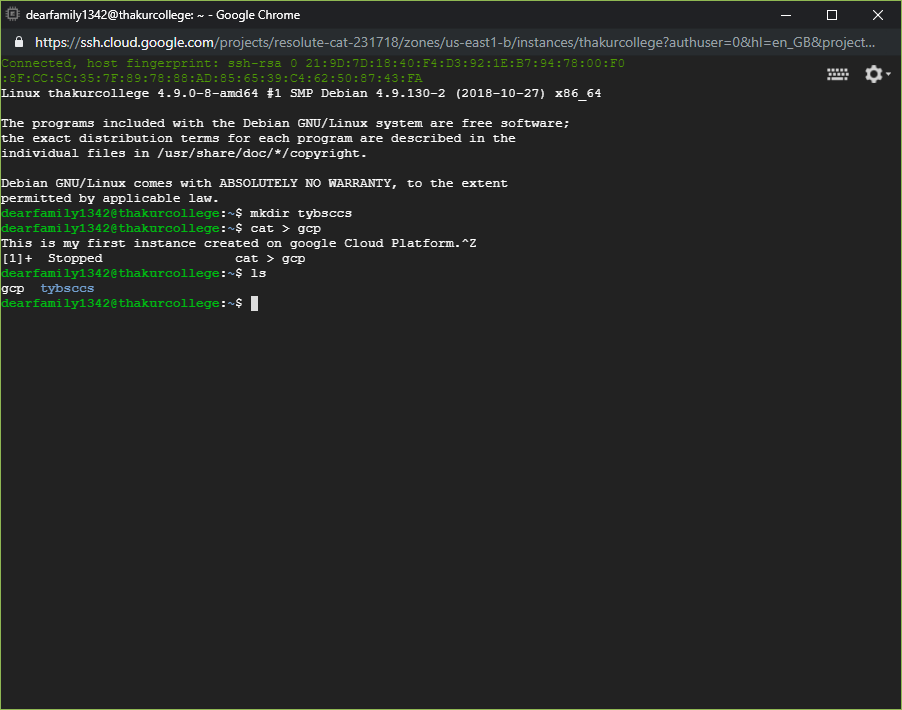 dearfamily1342@thakurcollege: ~ - Google Chrome
https://ssh.cloud.google.com/projects/resolute-cat-231718/zones/us-east1-b/instances/thakurcollege?authuser=0&hl=en_GB&project...
Connected, host fingerprint: ssh-rsa 0 21:9D:7D:18:40:F4:D3:92:1E:B7:94:78:00:F0
:8F:CC:5C:35:7F:89:78:88:AD:85:65:39:C4:62:50:87:43:FA
Linux thakurcollege 4.9.0-8-amd64 #1 SMP Debian 4.9.130-2 (2018-10-27) x86_64
The programs included with the Debian GNU/Linux system are free software;
the exact distribution terms for each program are described in the
individual files in /usr/share/doc/*/copyright.
Debian GNU/Linux comes with ABSOLUTELY NO WARRANTY, to the extent
permitted by applicable law.
dearfamily1342@thakurcollege:~$ mkdir tybsccs
dearfamily1342@thakurcollege:~$ cat > gcp
This is my first instance created on google Cloud Platform.^Z
[1]+  Stopped                 cat > gcp
dearfamily1342@thakurcollege:~$ ls
gcp  tybsccs
dearfamily1342@thakurcollege:~$